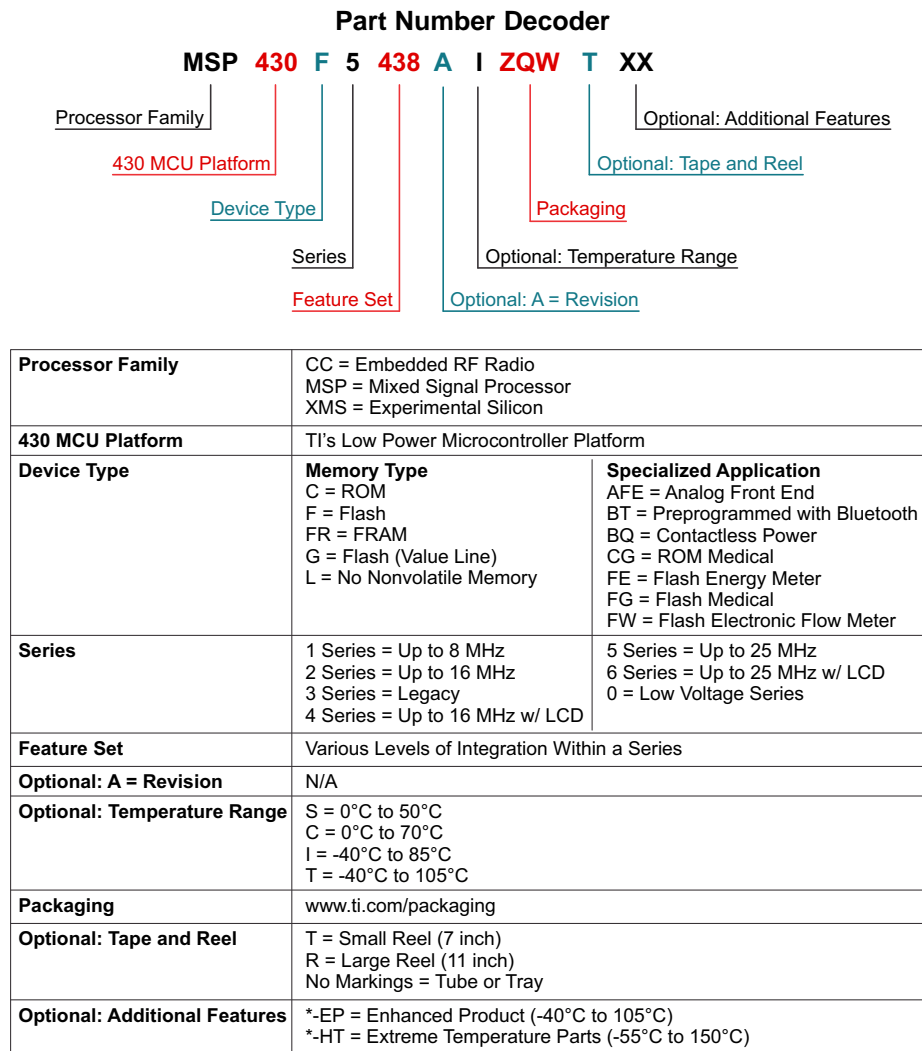 Part Number Decoder
MSP 430 F 5 438 A I ZQW T XX
Processor Family
Optional: Additional Features
430 MCU Platform
Optional: Tape and Reel
Device Type
Packaging
Series
Optional: Temperature Range
Feature Set
Optional: A = Revision
Processor Family
CC = Embedded RF Radio
MSP = Mixed Signal Processor
XMS = Experimental Silicon
430 MCU Platform
TI's Low Power Microcontroller Platform
Device Type
Memory Type
C = ROM
F = Flash
FR = FRAM
G = Flash (Value Line)
L = No Nonvolatile Memory
Specialized Application
AFE = Analog Front End
BT = Preprogrammed with Bluetooth
BQ = Contactless Power
CG = ROM Medical
FE = Flash Energy Meter
FG = Flash Medical
FW = Flash Electronic Flow Meter
Series
1 Series = Up to 8 MHz
2 Series = Up to 16 MHz
3 Series = Legacy
4 Series = Up to 16 MHz w/ LCD
5 Series = Up to 25 MHz
6 Series = Up to 25 MHz w/ LCD
0 = Low Voltage Series
Feature Set
Various Levels of Integration Within a Series
Optional: A = Revision
N/A
Optional: Temperature Range
S = 0°C to 50°C
C = 0°C to 70°C
I = -40°C to 85°C
T = -40°C to 105°C
Packaging
www.ti.com/packaging
Optional: Tape and Reel
T = Small Reel (7 inch)
R = Large Reel (11 inch)
No Markings = Tube or Tray
Optional: Additional Features
*-EP = Enhanced Product (-40°C to 105°C)
*-HT = Extreme Temperature Parts (-55°C to 150°C)